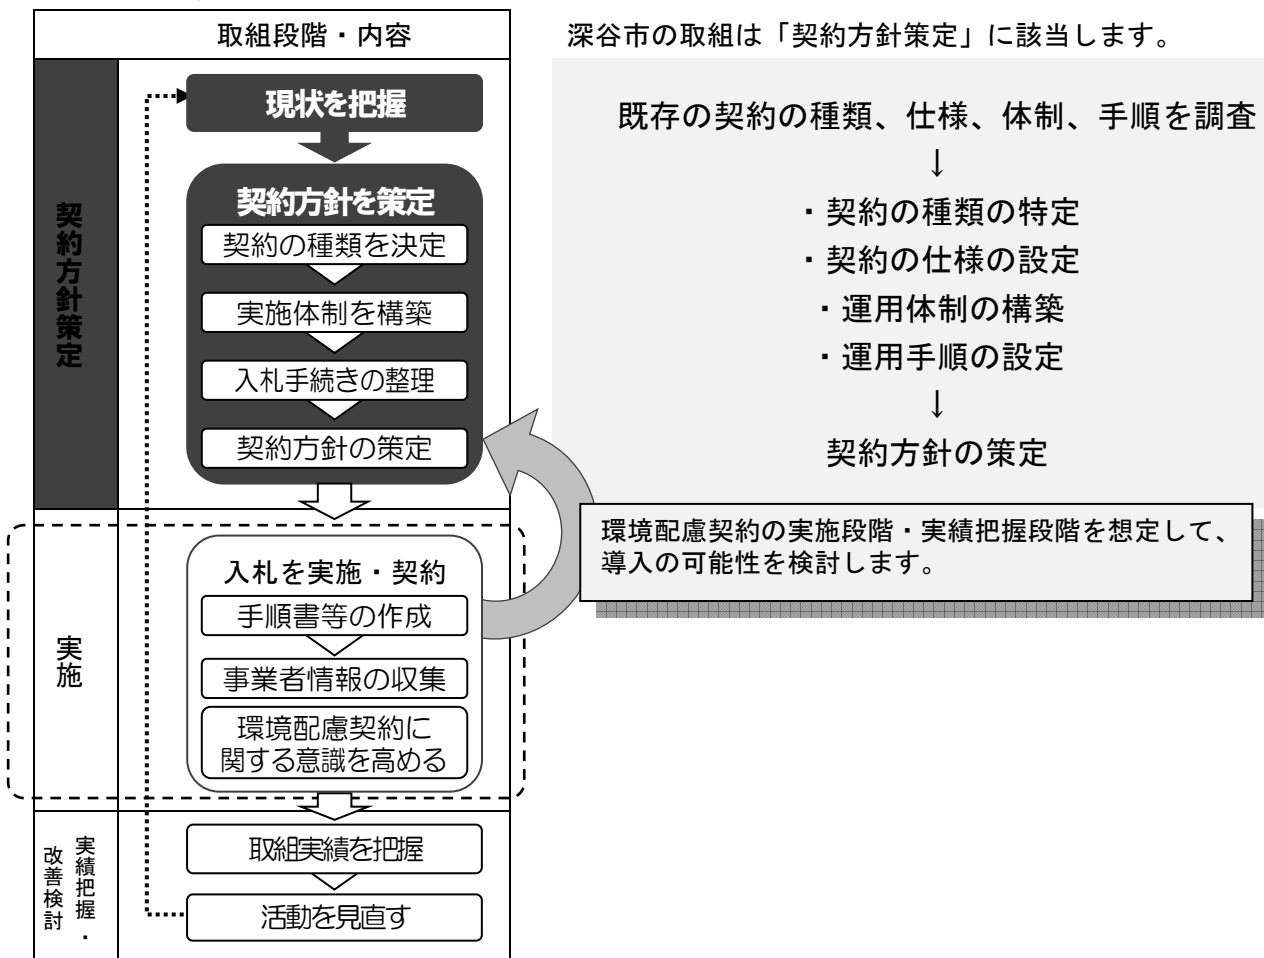 取組段階・内容
契約方針策定
現状を把握
契約方針を策定
契約の種類を決定
実施体制を構築
入札手続きの整理
契約方針の策定
実施
入札を実施・契約
手順書等の作成
事業者情報の収集
環境配慮契約に
関する意識を高める
実績把握・
改善検討
取組実績を把握
活動を見直す
深谷市の取組は「契約方針策定」に該当します。
既存の契約の種類、仕様、体制、手順を調査
↓
・契約の種類の特定
・契約の仕様の設定
・運用体制の構築
・運用手順の設定
↓
契約方針の策定
環境配慮契約の実施段階・実績把握段階を想定して、
導入の可能性を検討します。